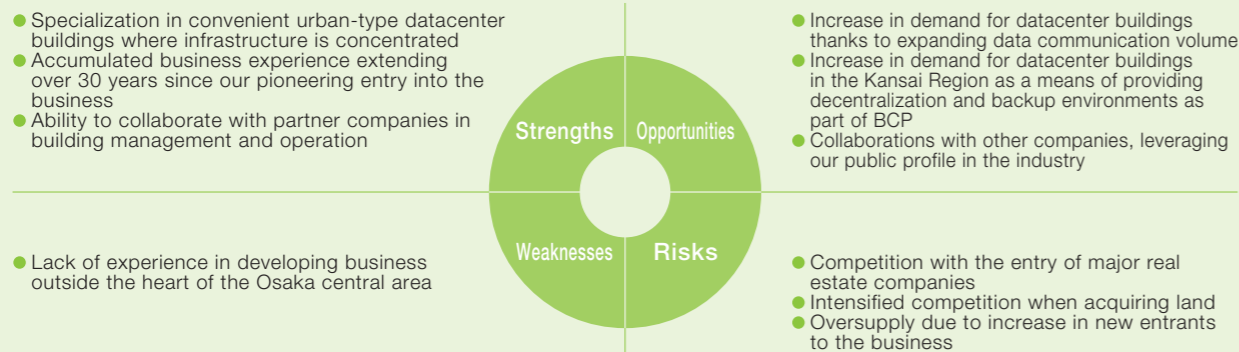 ● Specialization in convenient urban-type datacenter
buildings where infrastructure is concentrated
● Accumulated business experience extending
over 30 years since our pioneering entry into the
business
● Ability to collaborate with partner companies in
building management and operation
Strengths
Opportunities
● Increase in demand for datacenter buildings
thanks to expanding data communication volume
● Increase in demand for datacenter buildings
in the Kansai Region as a means of providing
decentralization and backup environments as
part of BCP
● Collaborations with other companies, leveraging
our public profile in the industry
● Lack of experience in developing business
outside the heart of the Osaka central area
Weaknesses
Risks
● Competition with the entry of major real
estate companies
● Intensified competition when acquiring land
● Oversupply due to increase in new entrants
to the business